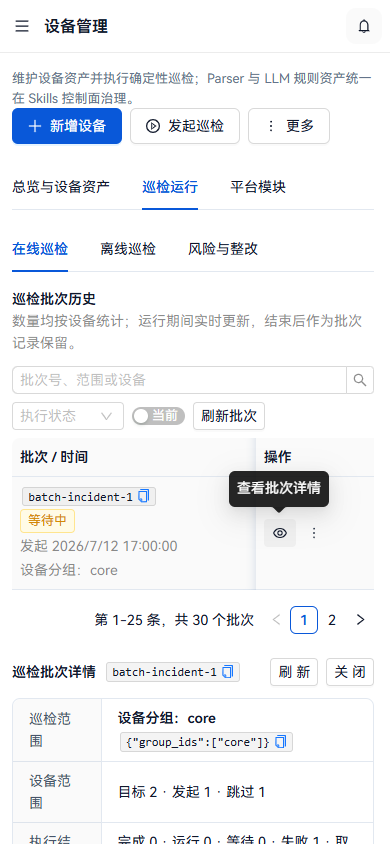 设备管理
维护设备资产并执行确定性巡检；Parser 与 LLM 规则资产统一
在 Skills 控制面治理。
新增设备 发起巡检 更多
总览与设备资产 巡检运行 平台模块
在线巡检 离线巡检 风险与整改
巡检批次历史
数量均按设备统计；运行期间实时更新，结束后作为批次
记录保留。
批次号、范围或设备
执行状态 当前 刷新批次
批次 / 时间 操作
查看批次详情
batch-incident-1
等待中
发起 2026/7/12 17:00:00
设备分组：core
第 1-25 条，共 30 个批次 1 2
巡检批次详情 batch-incident-1 刷 新 关 闭
巡检范
围
设备分组：core
{"group_ids":["core"]}
设备范
围
目标 2 · 发起 1 · 跳过 1
执行结 完成 0 · 运行 0 · 等待 0 · 失败 1 · 取